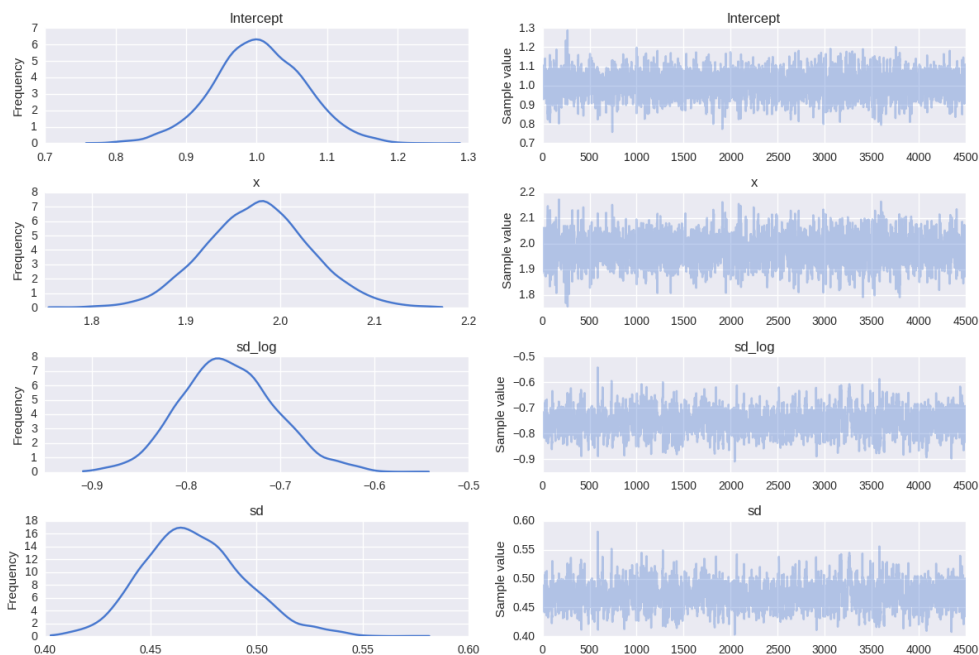 Intercept
Frequency
7
6
5
4
3
2
1
0
0.7 0.8 0.9 1.0 1.1 1.2 1.3
Intercept
Sample value
1.3
1.2
1.1
1.0
0.9
0.8
0.7
0 500 1000 1500 2000 2500 3000 3500 4000 4500
x
Frequency
8
7
6
5
4
3
2
1
0
1.8 1.9 2.0 2.1 2.2
x
Sample value
2.2
2.1
2.0
1.9
1.8
0 500 1000 1500 2000 2500 3000 3500 4000 4500
sd_log
Frequency
8
7
6
5
4
3
2
1
0
−0.9 −0.8 −0.7 −0.6 −0.5
sd_log
Sample value
−0.5
−0.6
−0.7
−0.8
−0.9
0 500 1000 1500 2000 2500 3000 3500 4000 4500
sd
Frequency
18
16
14
12
10
8
6
4
2
0
0.40 0.45 0.50 0.55 0.60
sd
Sample value
0.60
0.55
0.50
0.45
0.40
0 500 1000 1500 2000 2500 3000 3500 4000 4500